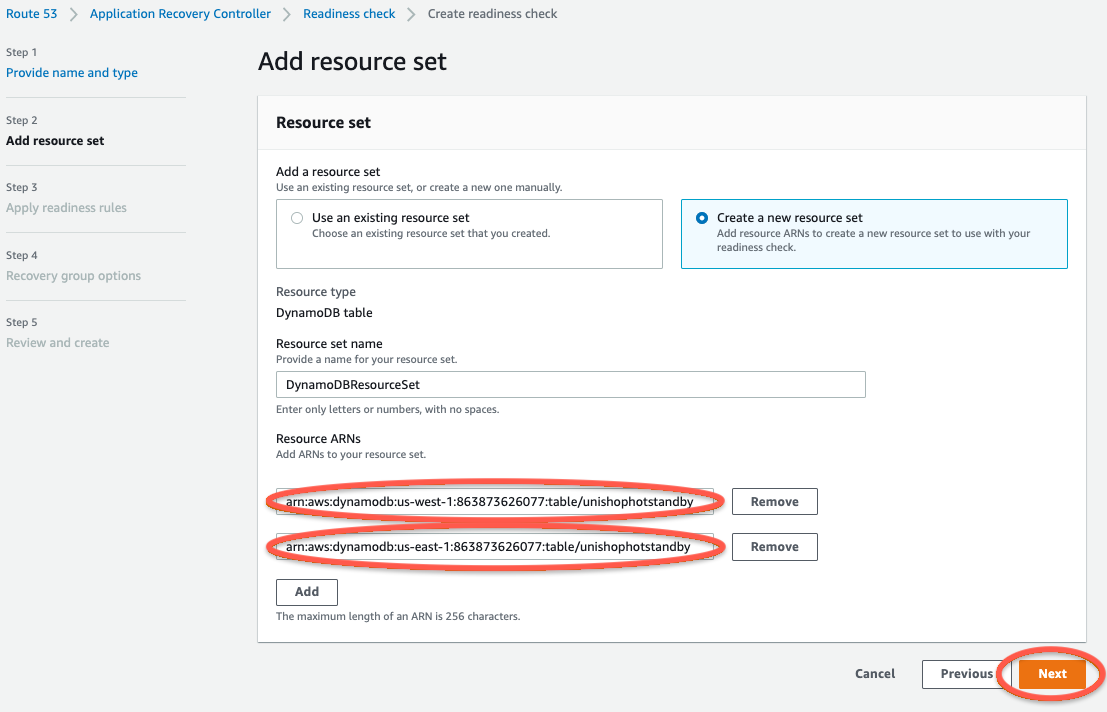 Route 53 > Application Recovery Controller > Readiness check > Create readiness check
Step 1
Provide name and type
Step 2
Add resource set
Step 3
Apply readiness rules
Step 4
Recovery group options
Step 5
Review and create
Add resource set
Resource set
Add a resource set
Use an existing resource set, or create a new one manually.
Use an existing resource set
Choose an existing resource set that you created.
Create a new resource set
Add resource ARNs to create a new resource set to use with your
readiness check.
Resource type
DynamoDB table
Resource set name
Provide a name for your resource set.
DynamoDBResourceSet
Enter only letters or numbers, with no spaces.
Resource ARNs
Add ARNs to your resource set.
arn:aws:dynamodb:us-west-1:863873626077:table/unishophotstandby Remove
arn:aws:dynamodb:us-east-1:863873626077:table/unishophotstandby Remove
Add
The maximum length of an ARN is 256 characters.
Cancel Previous Next